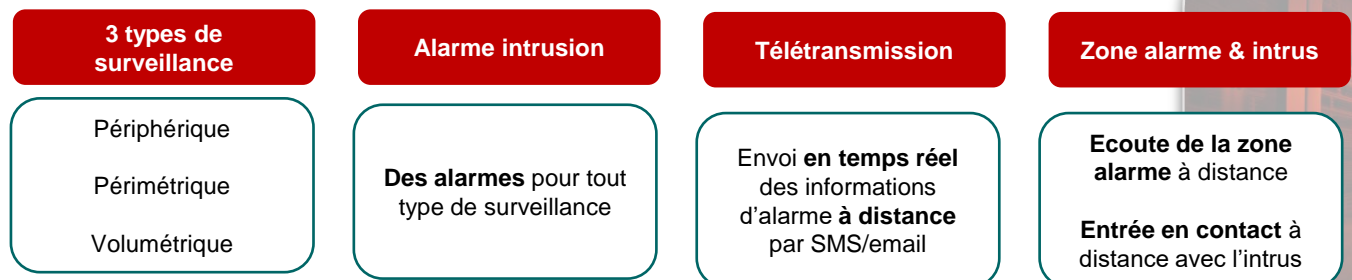 3 types de
surveillance
Périphérique
Périmétrique
Volumétrique
Alarme intrusion
Des alarmes pour tout
type de surveillance
Télétransmission
Envoi en temps réel
des informations
d'alarme à distance
par SMS/email
Zone alarme & intrus
Ecoute de la zone
alarme à distance
Entrée en contact à
distance avec l'intrus